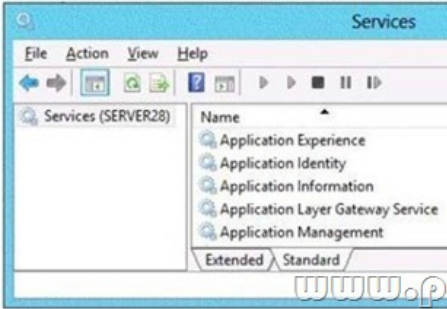 Services
File Action View Help
Services (SERVER28)
Name
Application Experience
Application Identity
Application Information
Application Layer Gateway Service
Application Management
Extended Standard
www.p